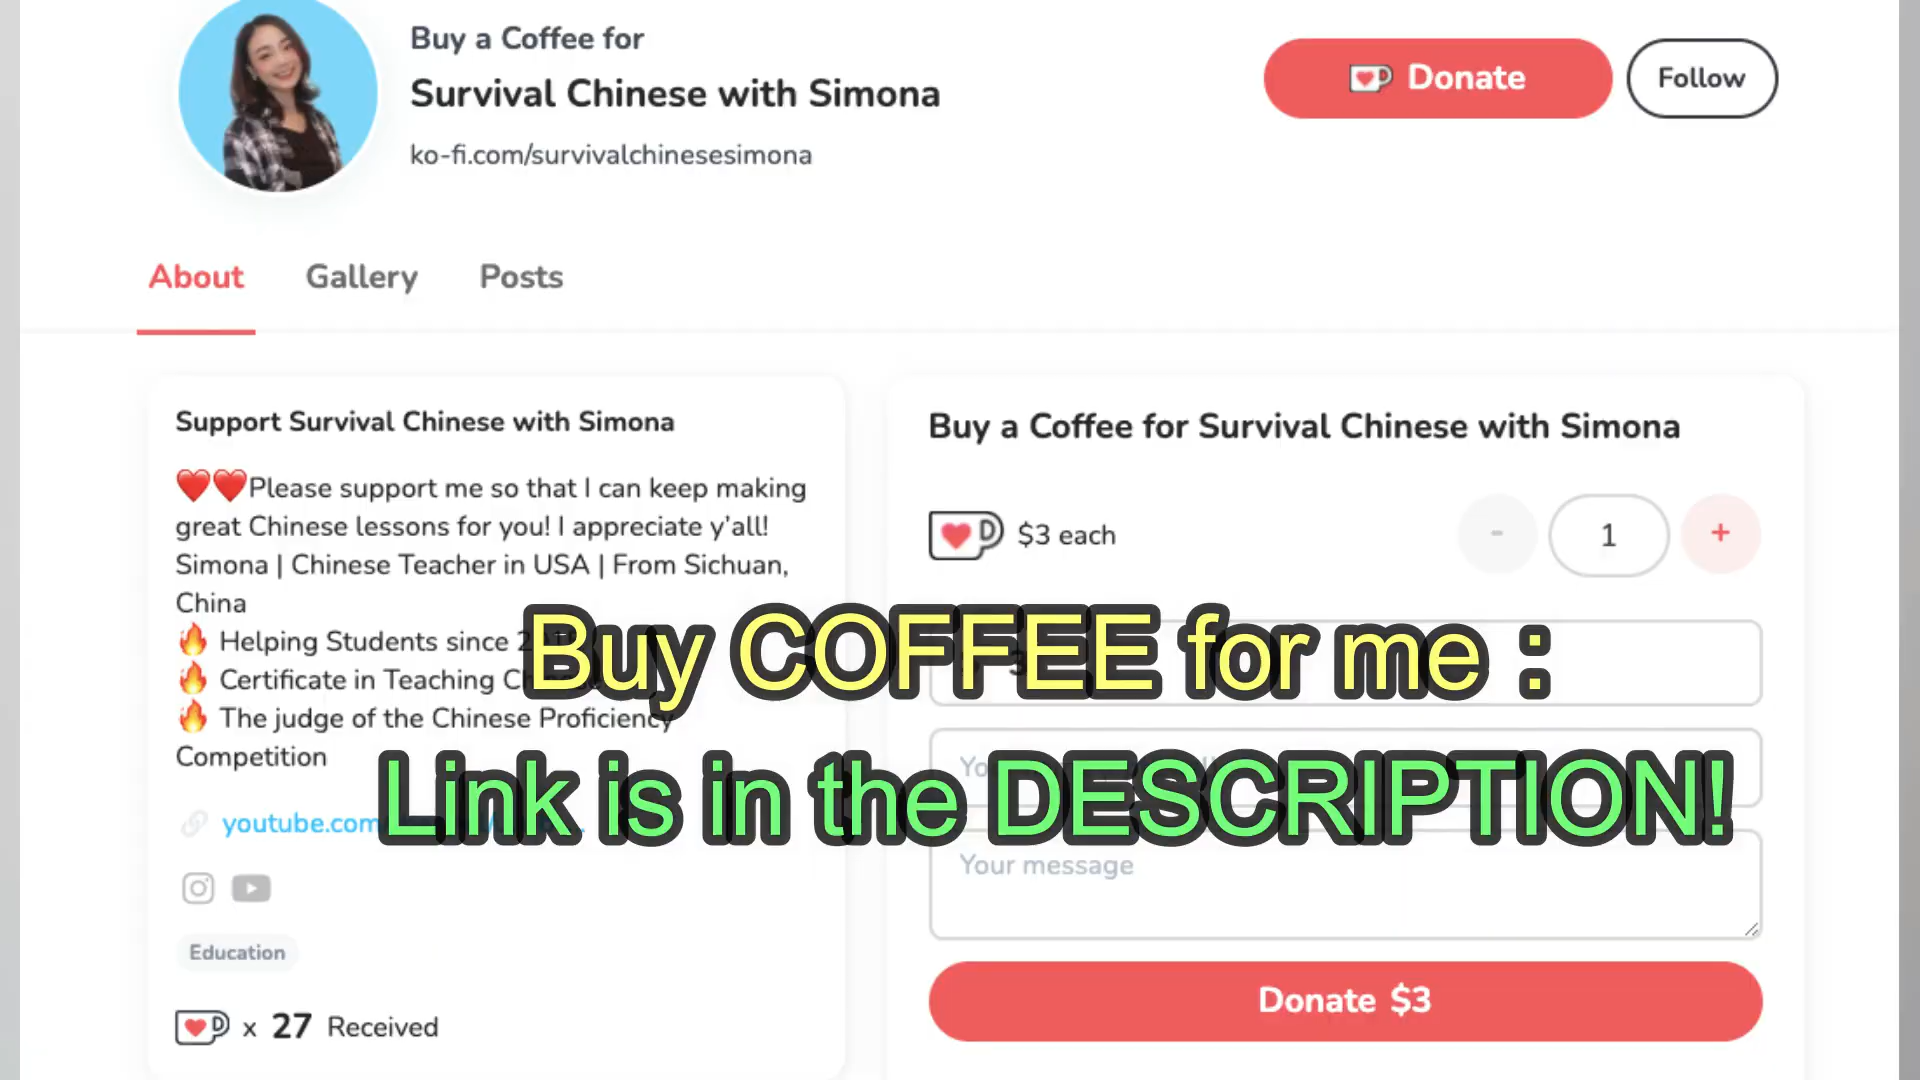 Buy a Coffee for
Survival Chinese with Simona
ko-fi.com/survivalchinesesimona
Donate
Follow
About
Gallery
Posts
Support Survival Chinese with Simona
❤️❤️Please support me so that I can keep making
great Chinese lessons for you! I appreciate y’all!
Simona | Chinese Teacher in USA | From Sichuan,
China
🔥 Helping Students since
🔥 Certificate in Teaching
🔥 The judge of the Chinese Proficiency
Competition
youtube.com
Education
x 27 Received
Buy a Coffee for Survival Chinese with Simona
$3 each
- 1 +
Buy COFFEE for me :
Link is in the DESCRIPTION!
Your message
Donate $3